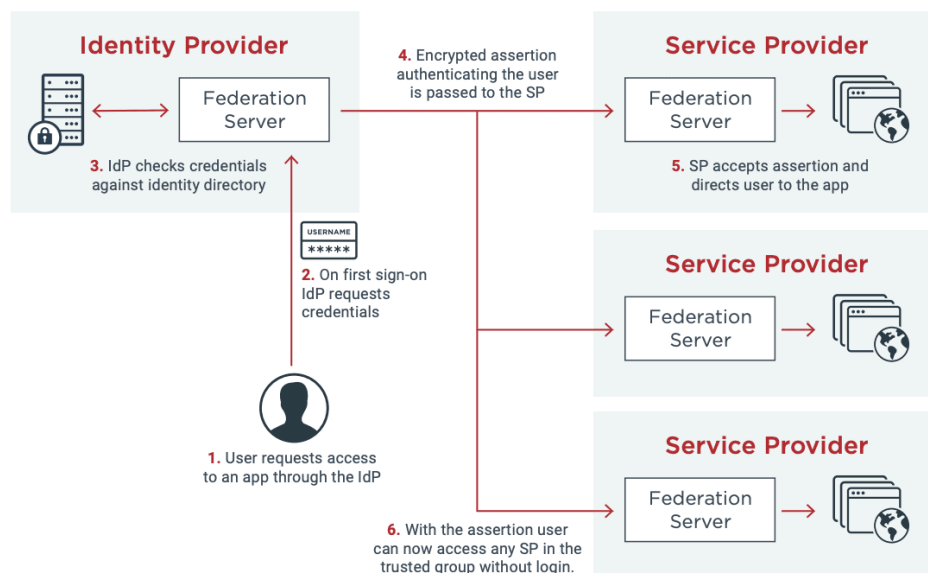 Identity Provider
Federation
Server
3. IdP checks credentials
against identity directory
4. Encrypted assertion
authenticating the user
is passed to the SP
Service Provider
Federation
Server
5. SP accepts assertion and
directs user to the app
USERNAME
*****
2. On first sign-on
IdP requests
credentials
1. User requests access
to an app through the IdP
Service Provider
Federation
Server
Service Provider
Federation
Server
6. With the assertion user
can now access any SP in the
trusted group without login.